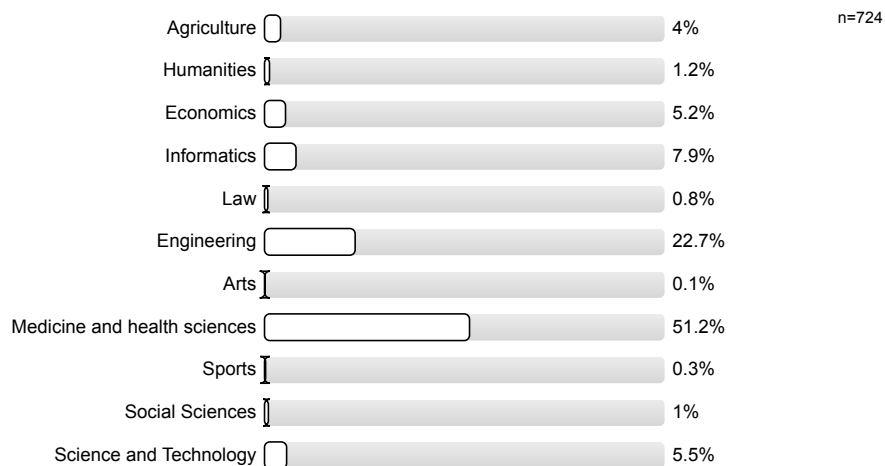 n=724
Agriculture 4%
Humanities 1.2%
Economics 5.2%
Informatics 7.9%
Law 0.8%
Engineering 22.7%
Arts 0.1%
Medicine and health sciences 51.2%
Sports 0.3%
Social Sciences 1%
Science and Technology 5.5%